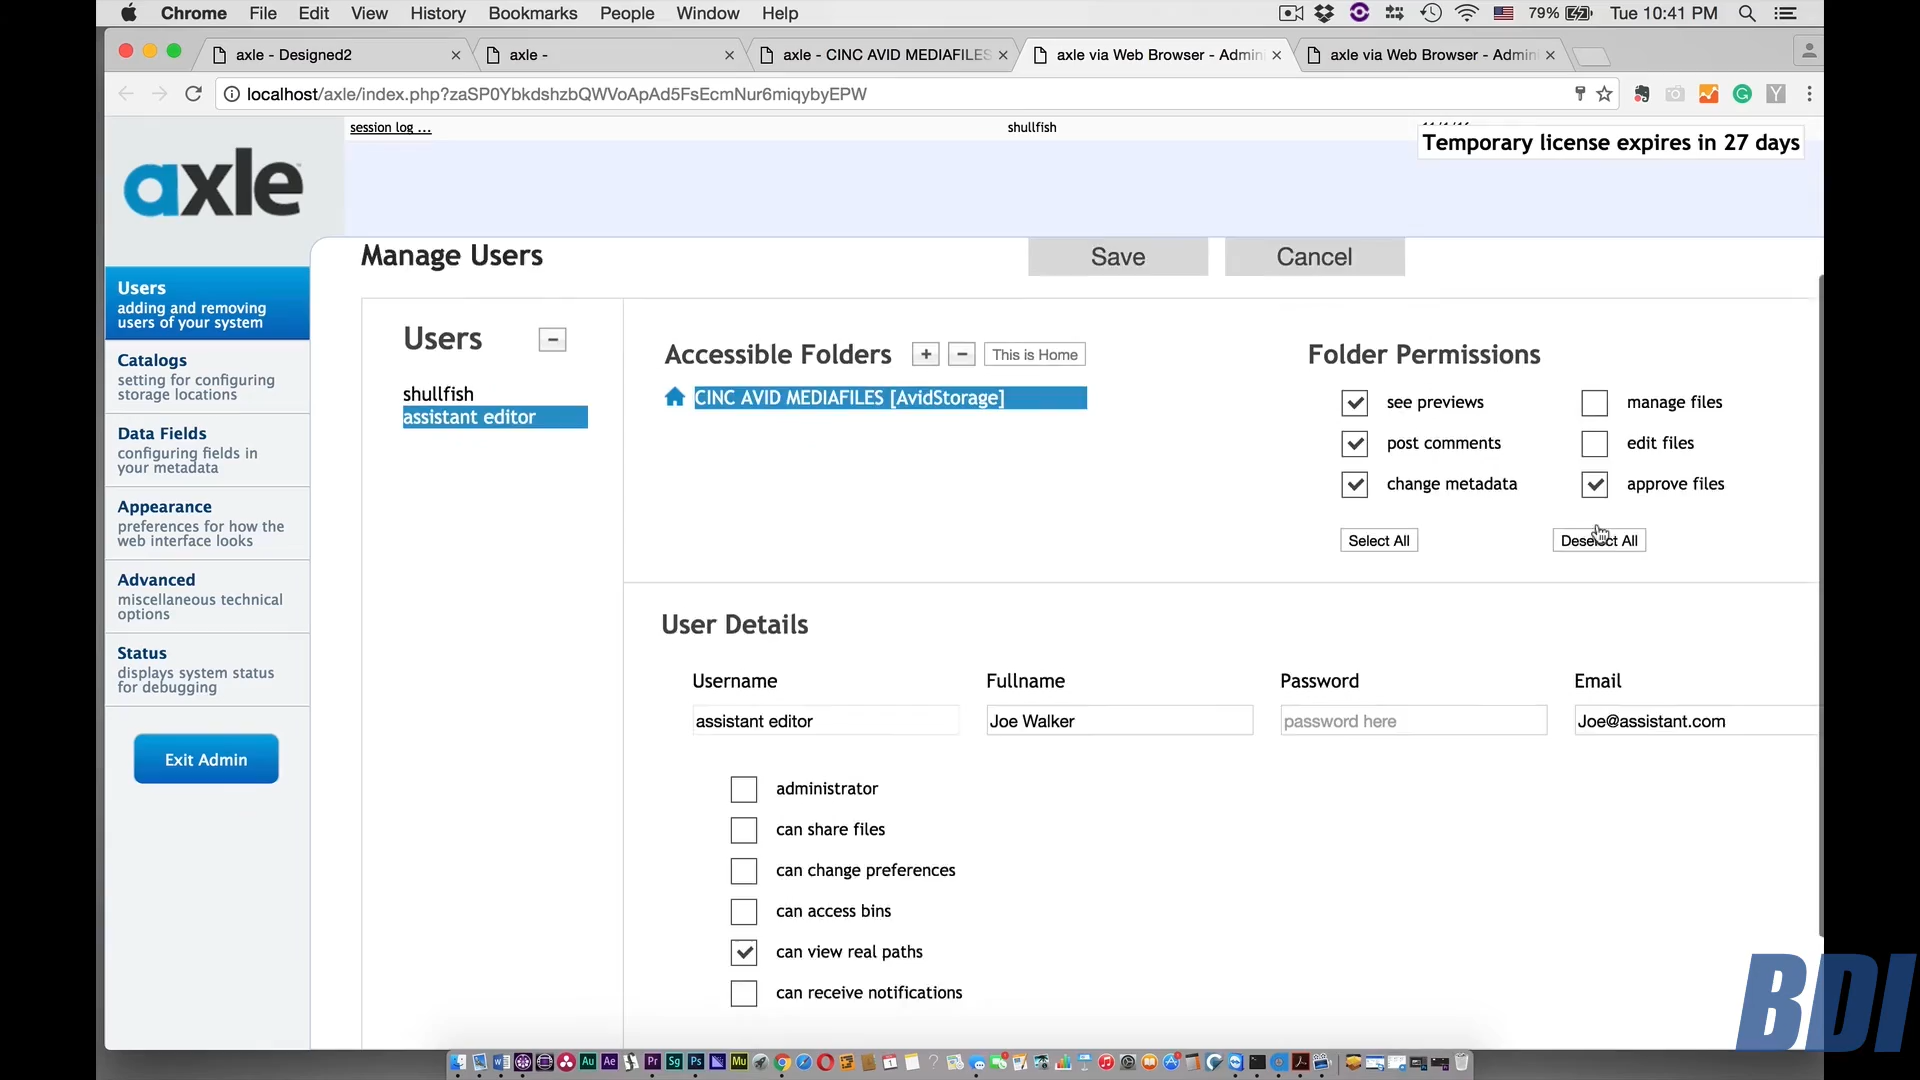 Chrome File Edit View History Bookmarks People Window Help 79% Tue 10:41 PM
axle - Designed2 axle - axle - CINC AVID MEDIAFILES axle via Web Browser - Admin axle via Web Browser - Admin
localhost/axle/index.php?zaSP0YbkdshzbQWVoApAd5FsEcmNur6miqybyEPW
session log ... shullfish
Temporary license expires in 27 days
axle
Manage Users Save Cancel
Users
adding and removing
users of your system
Catalogs
setting for configuring
storage locations
Data Fields
configuring fields in
your metadata
Appearance
preferences for how the
web interface looks
Advanced
miscellaneous technical
options
Status
displays system status
for debugging
Exit Admin
Users -
shullfish
assistant editor
Accessible Folders + - This is Home
CINC AVID MEDIAFILES [AvidStorage]
Folder Permissions
see previews manage files
post comments edit files
change metadata approve files
Select All Deselect All
User Details
Username Fullname Password Email
assistant editor Joe Walker password here Joe@assistant.com
administrator
can share files
can change preferences
can access bins
can view real paths
can receive notifications
Au Ae Pr Sg Ps Mu
BDI